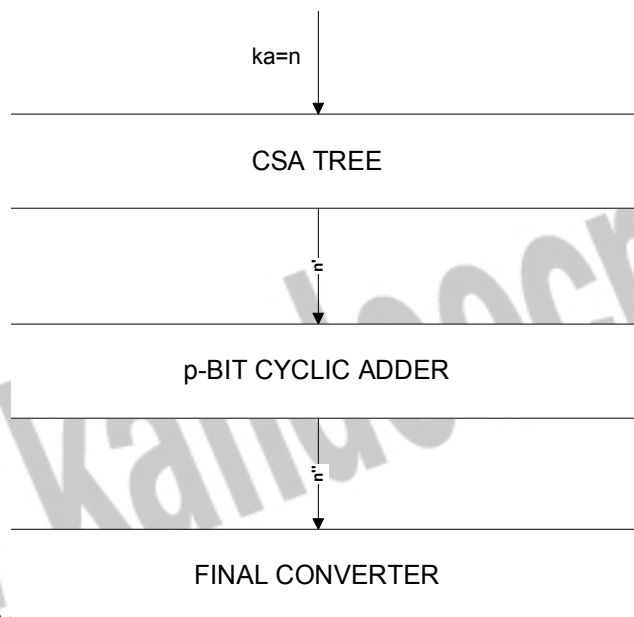 ka=n
CSA TREE
n'
p-BIT CYCLIC ADDER
n"
FINAL CONVERTER